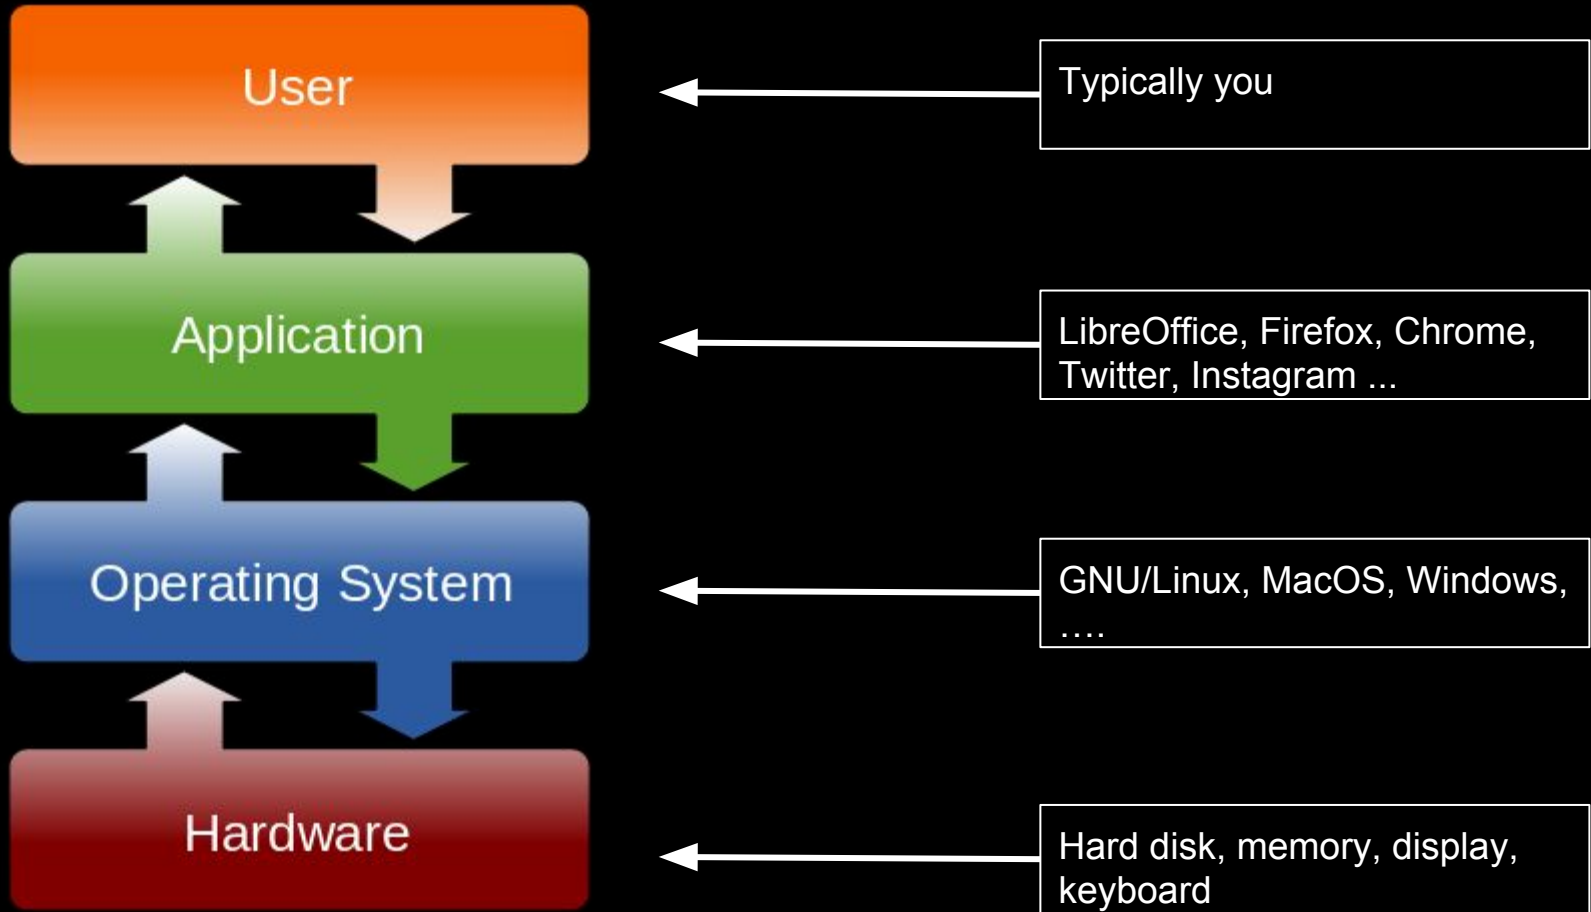 User
Typically you
Application
LibreOffice, Firefox, Chrome,
Twitter, Instagram ...
Operating System
GNU/Linux, MacOS, Windows,
….
Hardware
Hard disk, memory, display,
keyboard